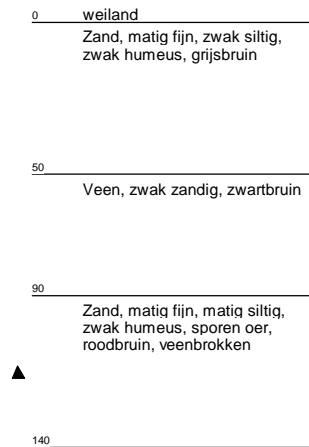 0 weiland
Zand, matig fijn, zwak siltig,
zwak humeus, grijsbruin
50
Veen, zwak zandig, zwartbruin
90
Zand, matig fijn, matig siltig,
zwak humeus, sporen oer,
roodbruin, veenbrokken
140